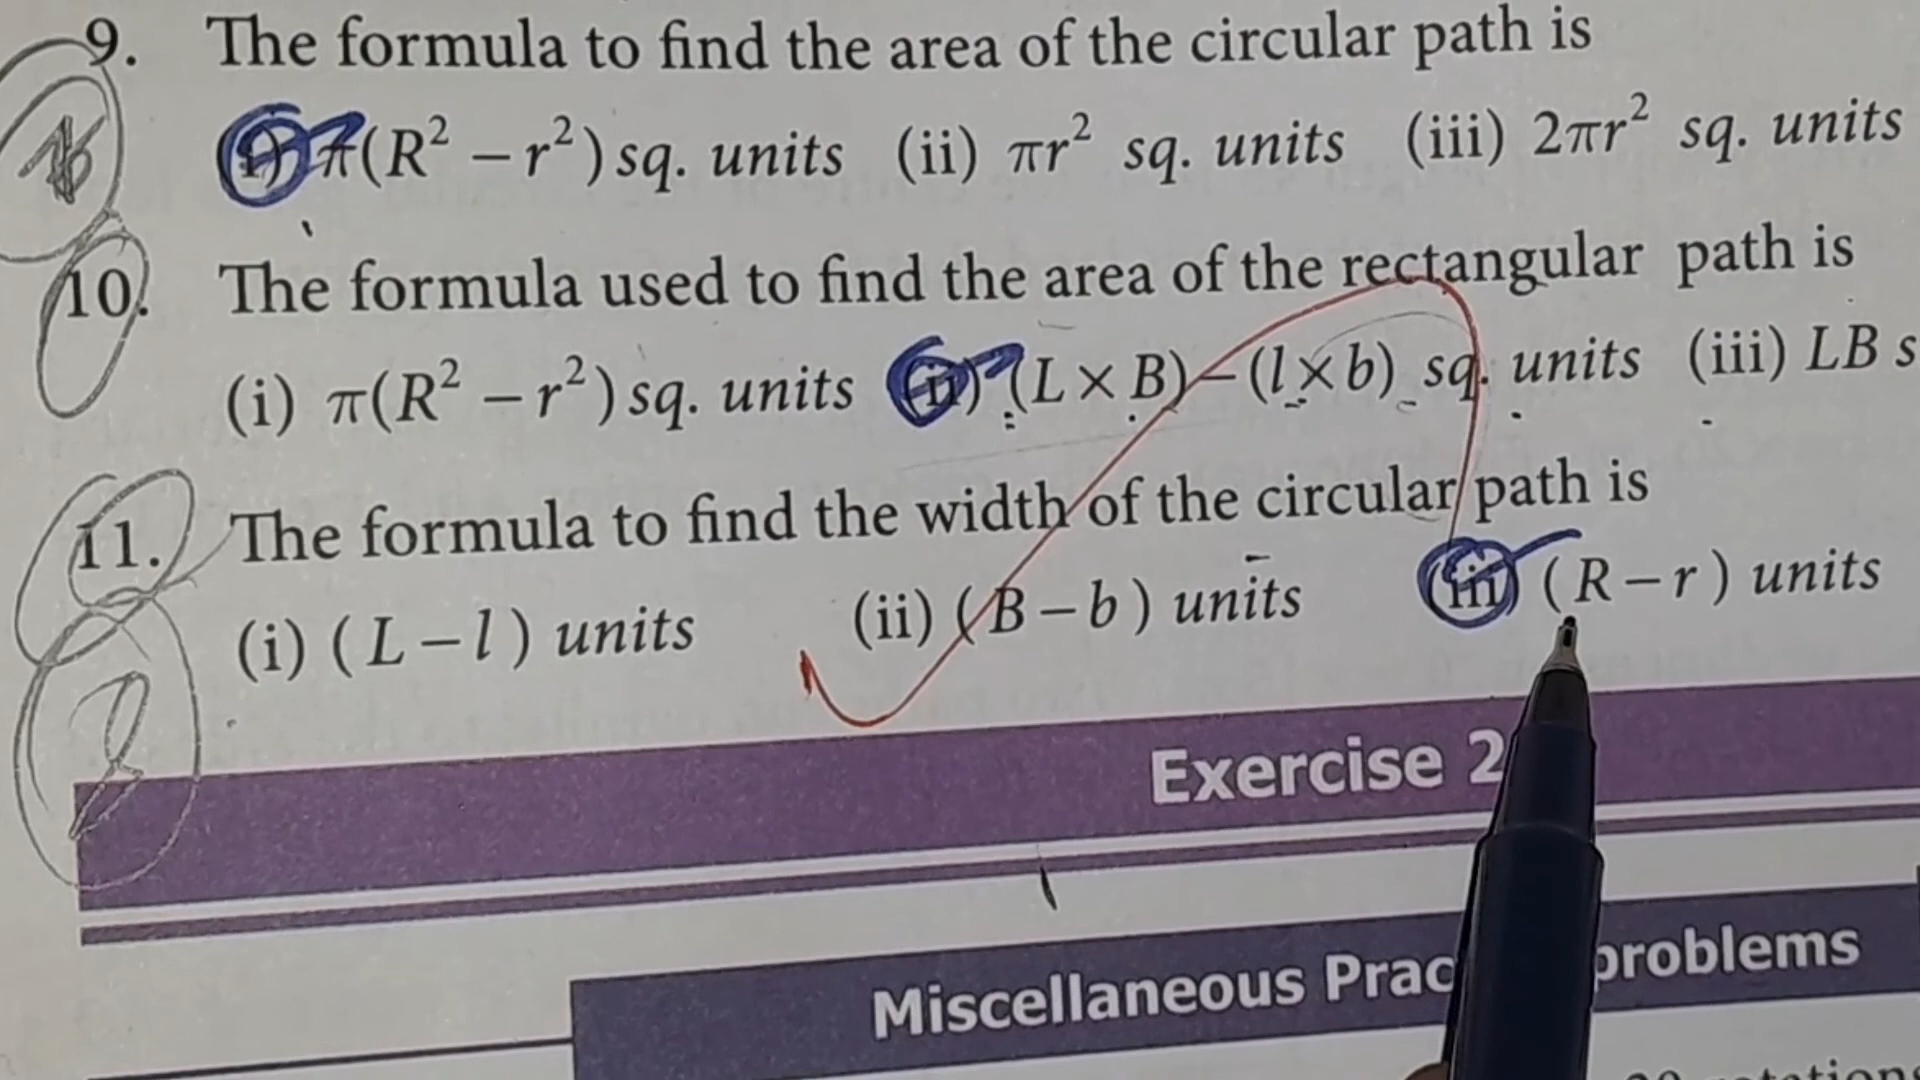 9. The formula to find the area of the circular path is
(i) π(R² − r²) sq. units (ii) πr² sq. units (iii) 2πr² sq. units
10. The formula used to find the area of the rectangular path is
(i) π(R² − r²) sq. units (ii) (L × B) − (l × b) sq. units (iii) LB s
11. The formula to find the width of the circular path is
(i) (L − l) units (ii) (B − b) units (iii) (R − r) units
Exercise 2
Miscellaneous Prac problems